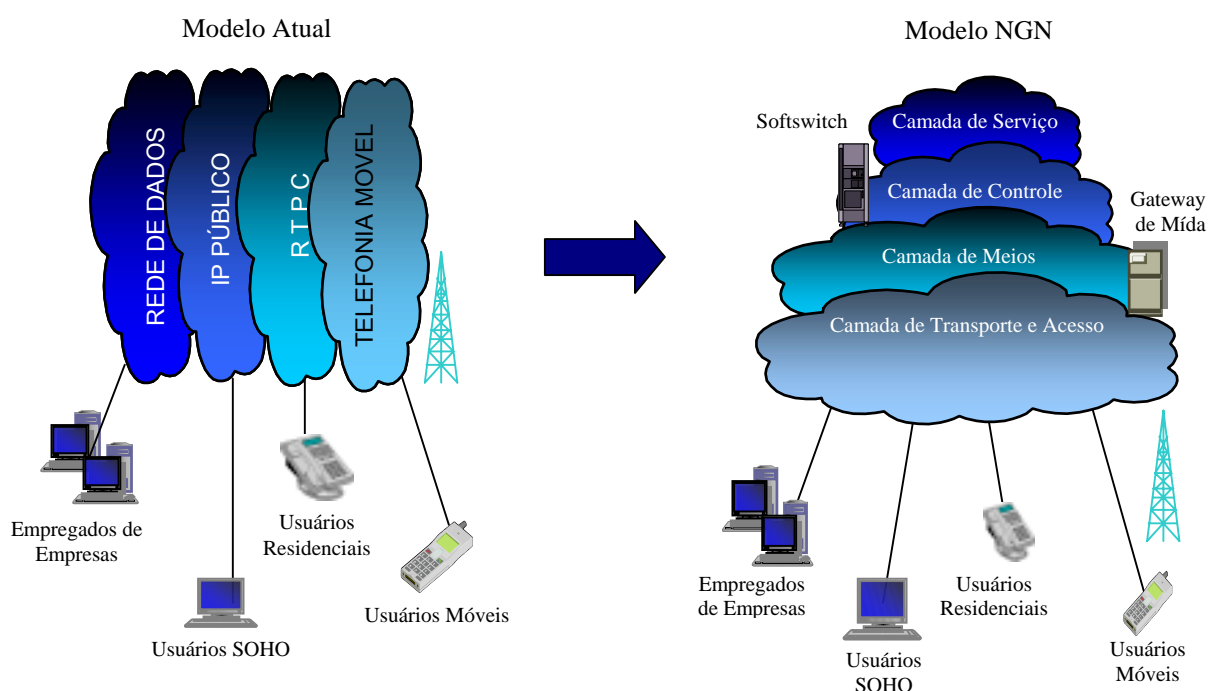 Modelo Atual
REDE DE DADOS
IP PÚBLICO
R T P C
TELEFONIA MOVEL
Empregados de
Empresas
Usuários
Residenciais
Usuários Móveis
Usuários SOHO
Modelo NGN
Softswitch
Camada de Serviço
Camada de Controle
Gateway
de Mída
Camada de Meios
Camada de Transporte e Acesso
Empregados
de Empresas
Usuários
SOHO
Usuários
Residenciais
Usuários
Móveis